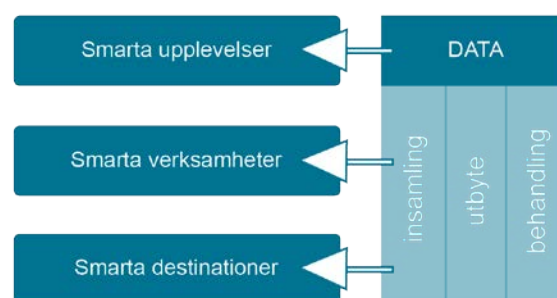 Smarta upplevelser
DATA
Smarta verksamheter
insamling
utbyte
behandling
Smarta destinationer